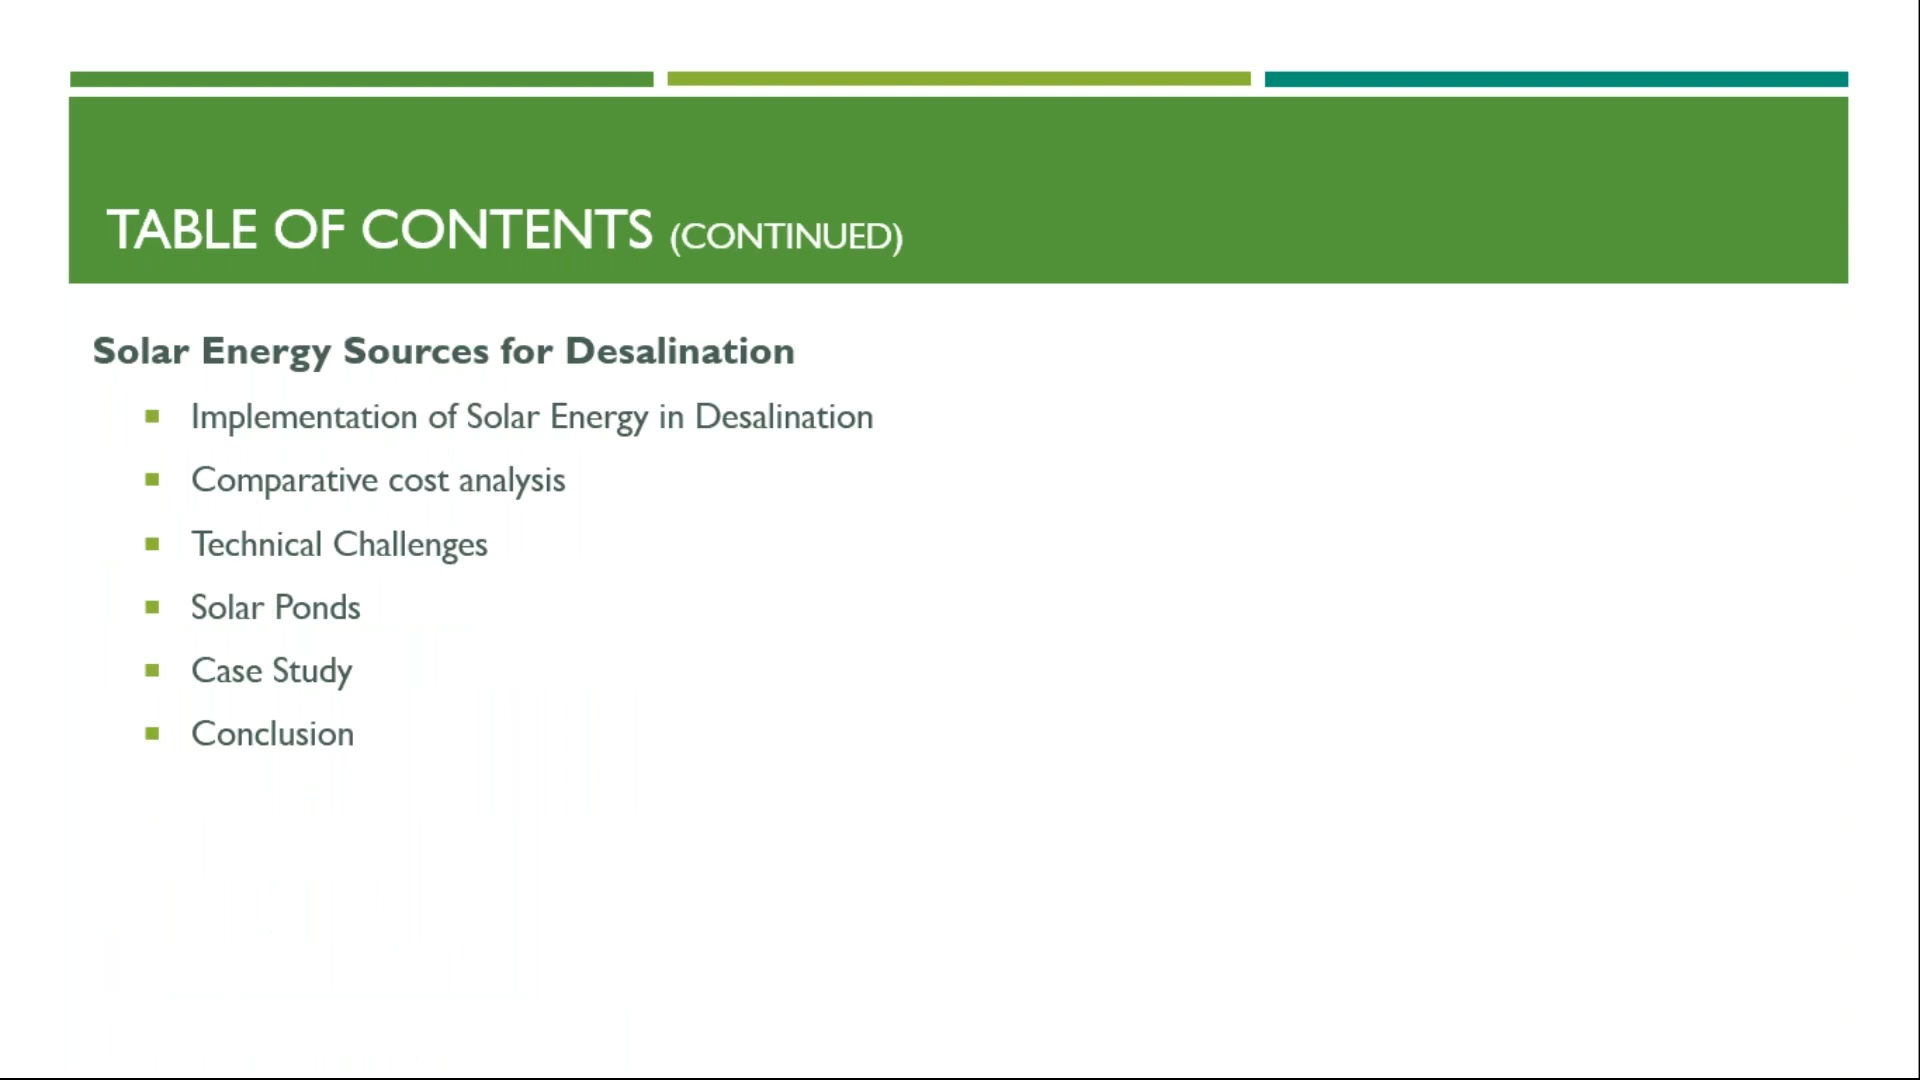 TABLE OF CONTENTS (CONTINUED)
Solar Energy Sources for Desalination
Implementation of Solar Energy in Desalination
Comparative cost analysis
Technical Challenges
Solar Ponds
Case Study
Conclusion